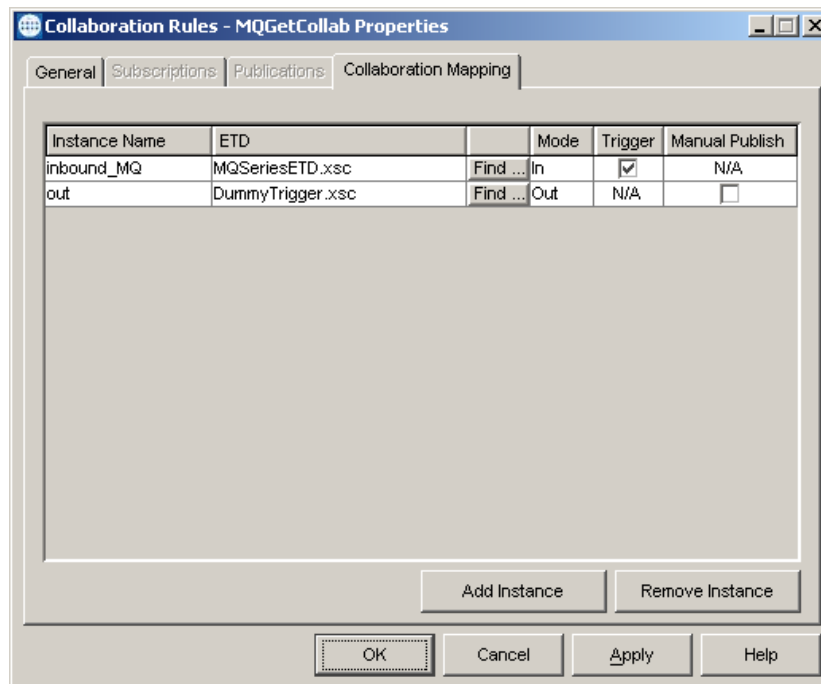 Collaboration Rules - MQGetCollab Properties
General Subscriptions Publications Collaboration Mapping
Instance Name ETD Mode Trigger Manual Publish
inbound_MQ MQSeriesETD.xsc Find ... In N/A
out DummyTrigger.xsc Find ... Out N/A
Add Instance Remove Instance
OK Cancel Apply Help